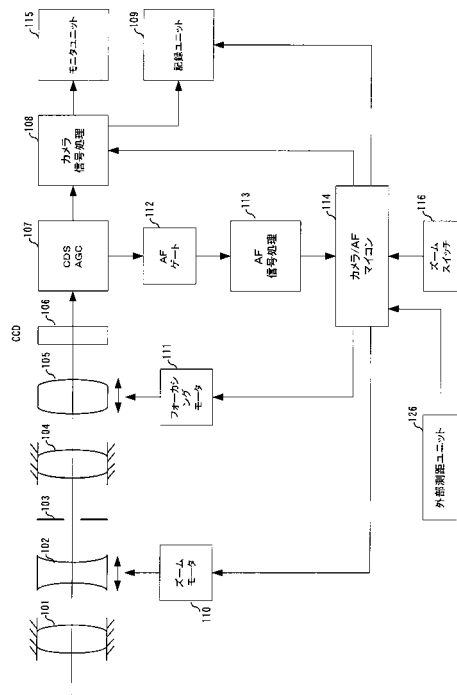 101
102
103
104
105
106
CCD
107
CDS
AGC
108
カメラ
信号処理
115
モニタユニット
109
記録ユニット
112
AF
ゲート
113
AF
信号処理
114
カメラ/AF
マイコン
116
ズーム
スイッチ
111
フォーカシ
ングモータ
ズーム
モータ
110
126
外部測距ユニット